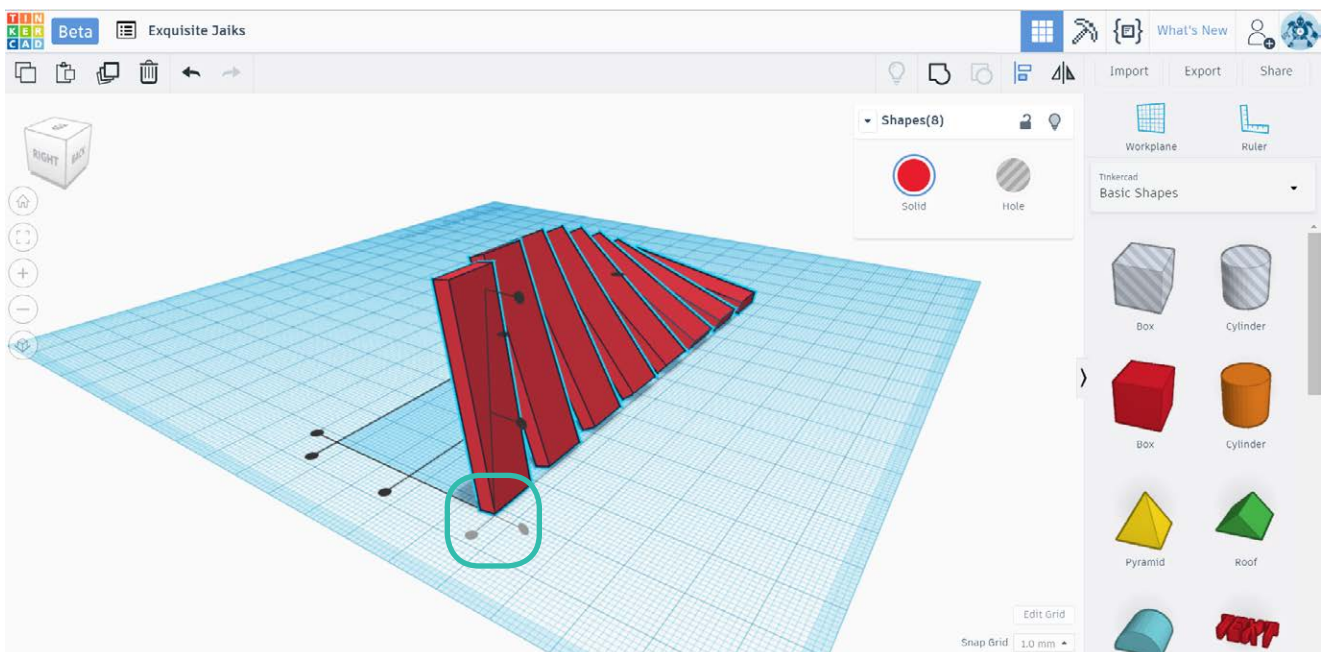 TIN
KER
CAD
Beta
Exquisite Jaiks
What's New
Import
Export
Share
RIGHT
BACK
Shapes(8)
Solid
Hole
Workplane
Ruler
Tinkercad
Basic Shapes
Box
Cylinder
Box
Cylinder
Pyramid
Roof
TEXT
Edit Grid
Snap Grid 1.0 mm